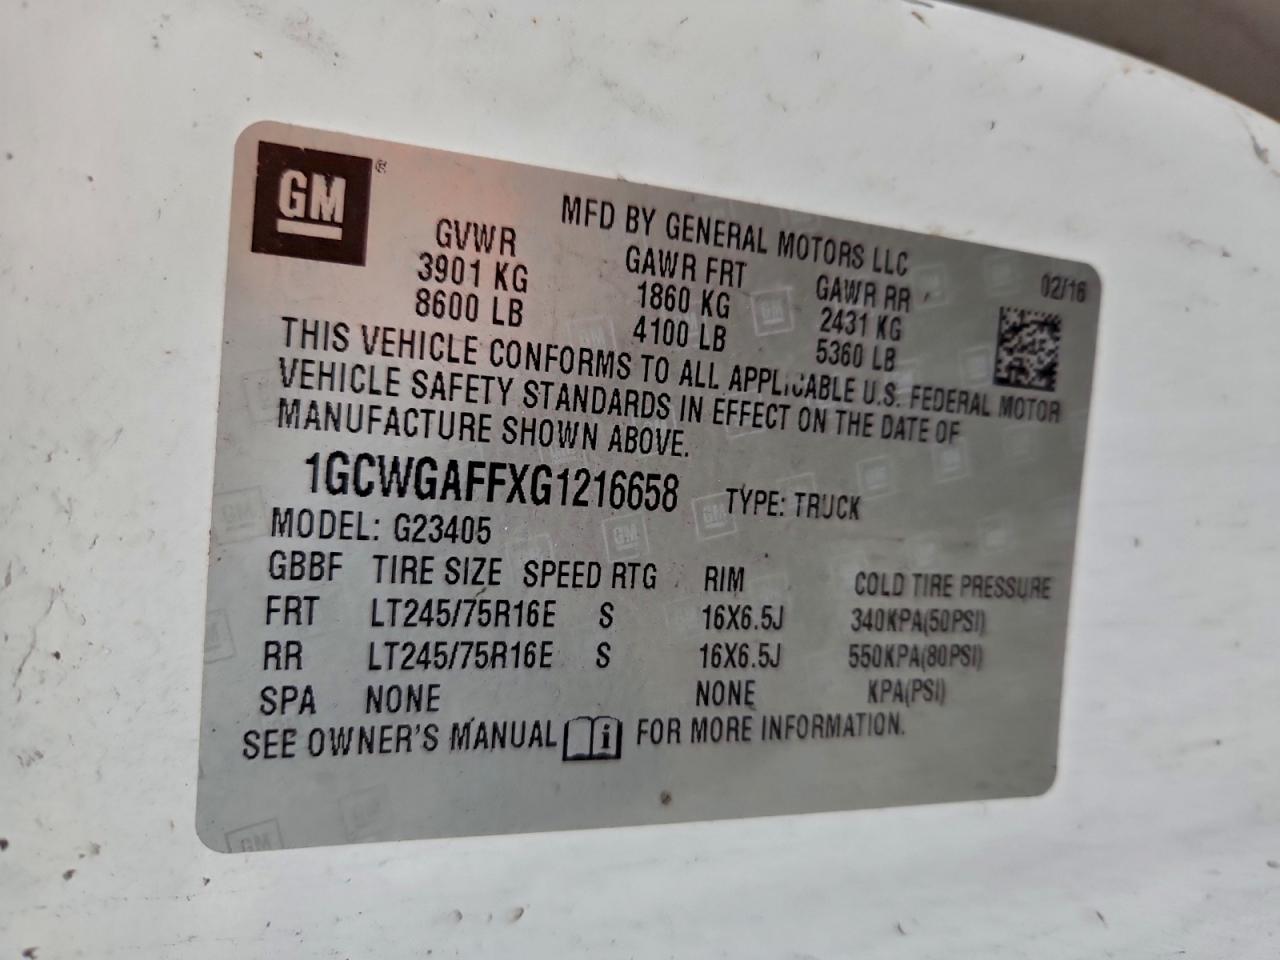 GM
MFD BY GENERAL MOTORS LLC
GVWR GAWR FRT GAWR RR 02/16
3901 KG 1860 KG 2431 KG
8600 LB 4100 LB 5360 LB
THIS VEHICLE CONFORMS TO ALL APPLICABLE U.S. FEDERAL MOTOR
VEHICLE SAFETY STANDARDS IN EFFECT ON THE DATE OF
MANUFACTURE SHOWN ABOVE.
1GCWGAFFXG1216658 TYPE: TRUCK
MODEL: G23405
GBBF TIRE SIZE SPEED RTG RIM COLD TIRE PRESSURE
FRT LT245/75R16E S 16X6.5J 340KPA(50PSI)
RR LT245/75R16E S 16X6.5J 550KPA(80PSI)
SPA NONE NONE KPA(PSI)
SEE OWNER'S MANUAL i FOR MORE INFORMATION.